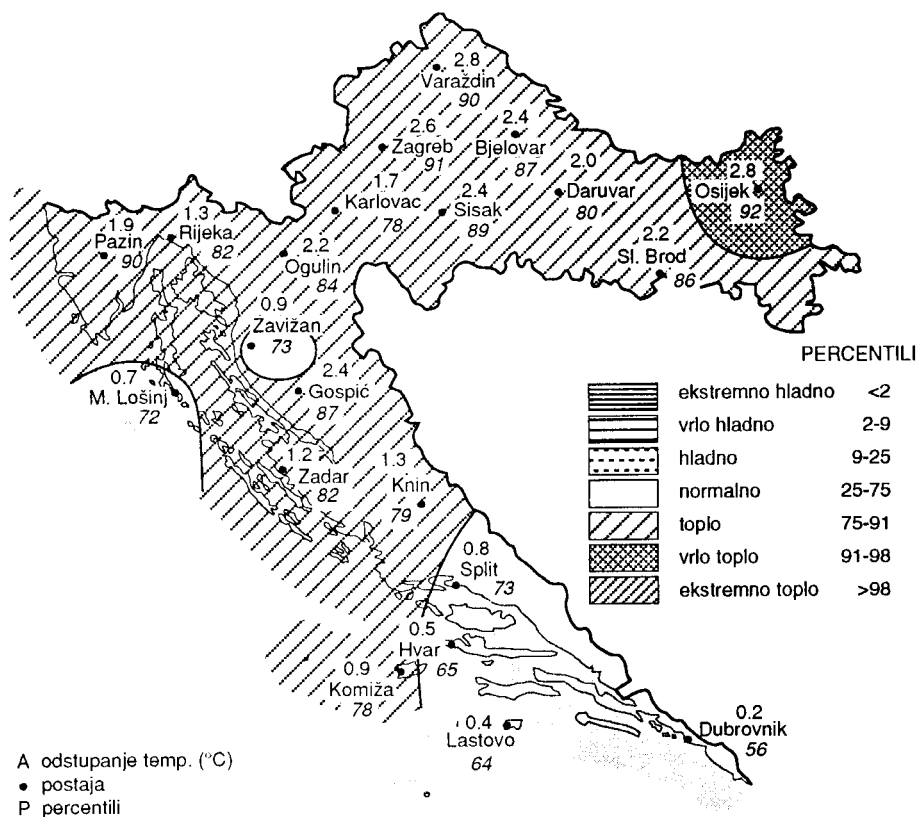 2.8
Varaždin
90
2.4
Bjelovar
87
2.6
Zagreb
91
2.0
Daruvar
80
2.8
Osijek
92
1.7
Karlovac
78
2.4
Sisak
89
1.9
Pazin
90
1.3
Rijeka
82
2.2
Ogulin
84
2.2
Sl. Brod
86
0.9
Zavižan
73
0.7
M. Lošinj
72
2.4
Gospić
87
1.2
Zadar
82
1.3
Knin
79
0.8
Split
73
0.5
Hvar
65
0.9
Komiža
78
0.4
Lastovo
64
0.2
Dubrovnik
56
PERCENTILI
ekstremno hladno <2
vrlo hladno 2-9
hladno 9-25
normalno 25-75
toplo 75-91
vrlo toplo 91-98
ekstremno toplo >98
A odstupanje temp. (°C)
• postaja
P percentili